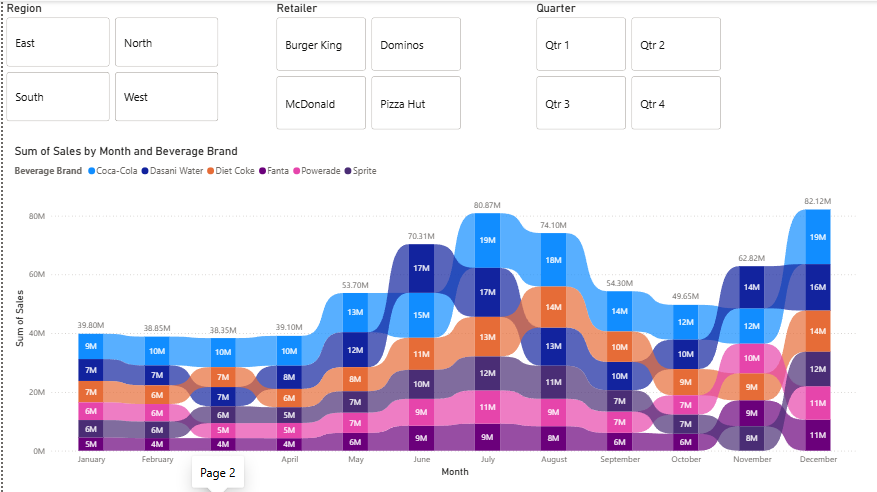 Region
Retailer
Quarter
East
North
Burger King
Dominos
Qtr 1
Qtr 2
South
West
McDonald
Pizza Hut
Qtr 3
Qtr 4
Sum of Sales by Month and Beverage Brand
Beverage Brand Coca-Cola Dasani Water Diet Coke Fanta Powerade Sprite
Sum of Sales
80M
60M
40M
20M
0M
39.80M
9M
7M
7M
6M
6M
5M
January
38.85M
10M
7M
6M
6M
6M
4M
February
38.35M
10M
7M
7M
6M
5M
4M
39.10M
10M
8M
6M
5M
5M
4M
April
53.70M
13M
12M
8M
7M
7M
6M
May
70.31M
17M
15M
11M
10M
9M
9M
June
80.87M
19M
17M
13M
12M
11M
9M
July
74.10M
18M
14M
13M
11M
9M
8M
August
54.30M
14M
10M
10M
7M
7M
6M
September
49.65M
12M
10M
9M
7M
7M
6M
October
62.82M
14M
12M
10M
9M
9M
8M
November
82.12M
19M
16M
14M
12M
11M
11M
December
Month
Page 2